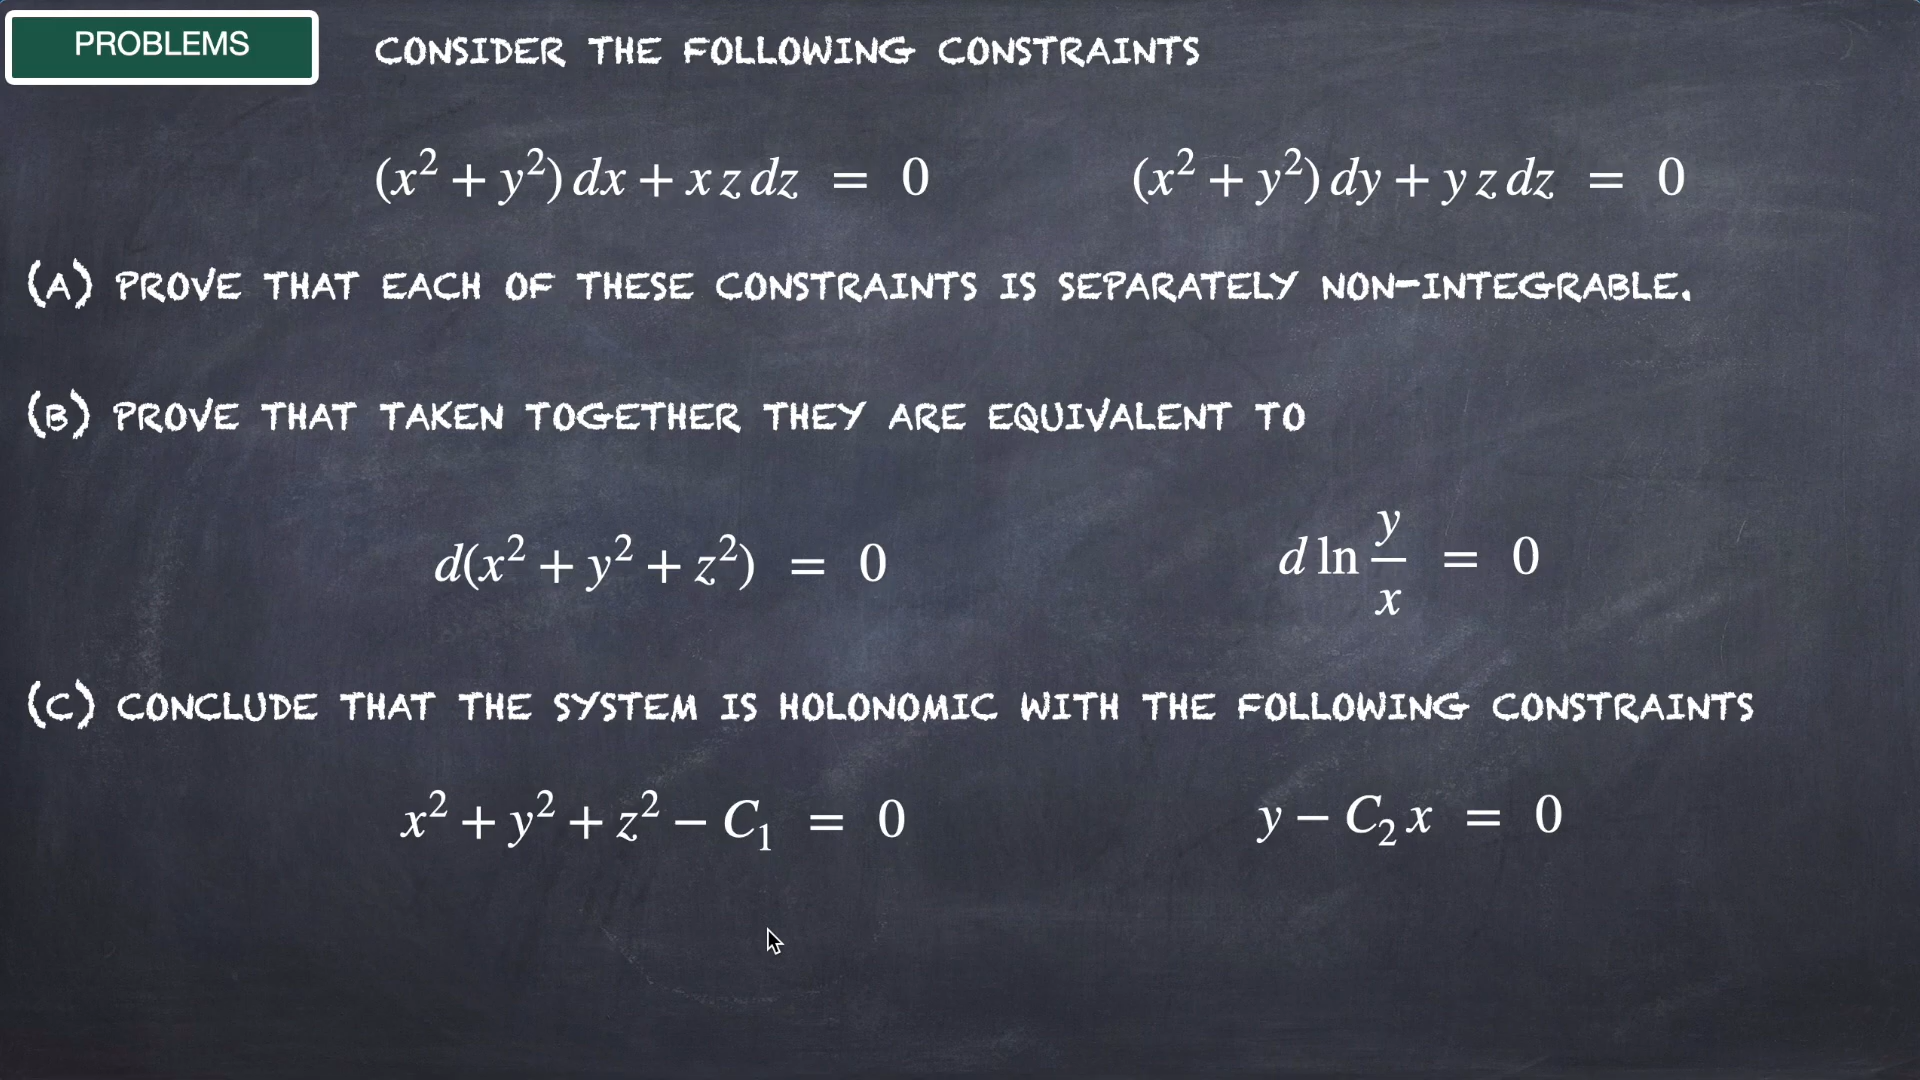 PROBLEMS
CONSIDER THE FOLLOWING CONSTRAINTS
(x² + y²) dx + x z dz = 0
(x² + y²) dy + y z dz = 0
(A) PROVE THAT EACH OF THESE CONSTRAINTS IS SEPARATELY NON-INTEGRABLE.
(B) PROVE THAT TAKEN TOGETHER THEY ARE EQUIVALENT TO
d(x² + y² + z²) = 0
d ln y/x = 0
(C) CONCLUDE THAT THE SYSTEM IS HOLONOMIC WITH THE FOLLOWING CONSTRAINTS
x² + y² + z² − C₁ = 0
y − C₂ x = 0